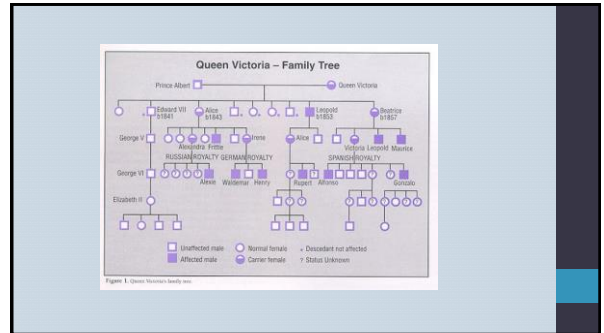 Queen Victoria – Family Tree
Prince Albert Queen Victoria
Edward VII Alice Leopold Beatrice
b1841 b1843 b1853 b1857
George V Alexandra Frittie Irene Alice Victoria Leopold Maurice
RUSSIAN ROYALTY GERMAN ROYALTY SPANISH ROYALTY
George VI Alexis Waldemar Henry Rupert Alfonso Gonzalo
Elizabeth II
Unaffected male Normal female Descendant not affected
Affected male Carrier female ? Status Unknown
Figure 1. Queen Victoria's family tree.